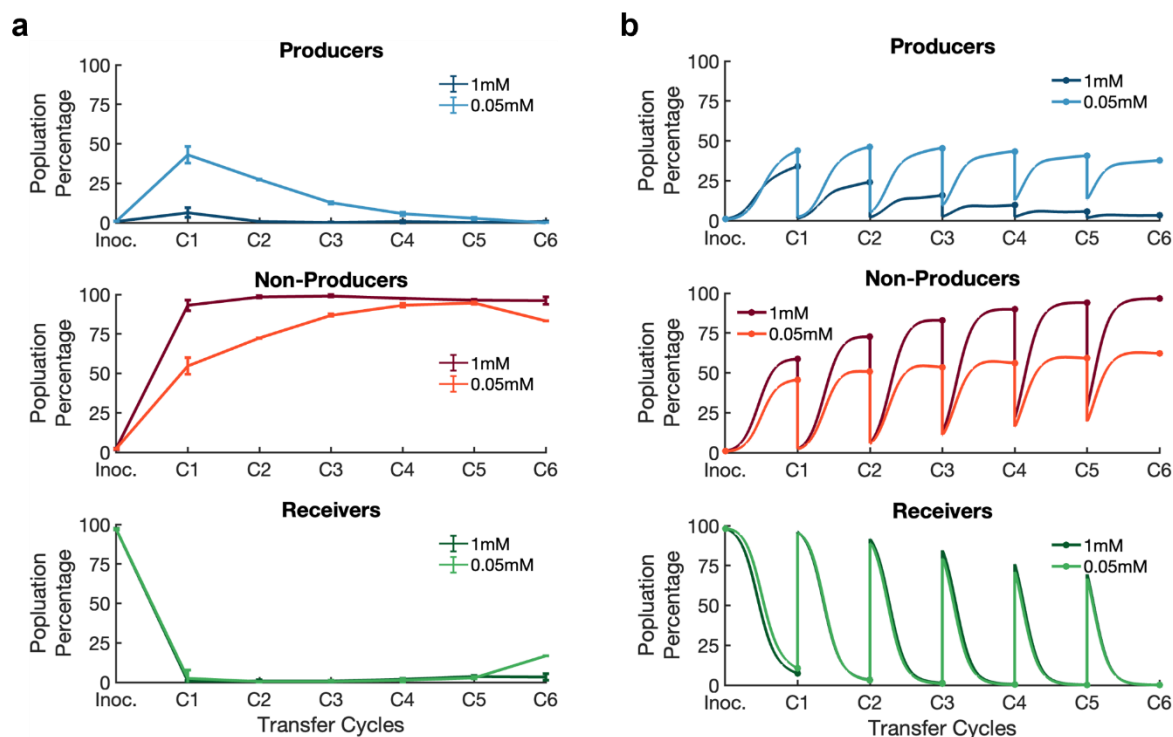 a
Producers
100
75
50
25
0
Popluation
Percentage
1mM
0.05mM
Inoc.
C1
C2
C3
C4
C5
C6
Non-Producers
100
75
50
25
0
Popluation
Percentage
1mM
0.05mM
Inoc.
C1
C2
C3
C4
C5
C6
Receivers
100
75
50
25
0
Popluation
Percentage
1mM
0.05mM
Inoc.
C1
C2
C3
C4
C5
C6
Transfer Cycles
b
Producers
100
75
50
25
0
Popluation
Percentage
1mM
0.05mM
Inoc.
C1
C2
C3
C4
C5
C6
Non-Producers
100
75
50
25
0
Popluation
Percentage
1mM
0.05mM
Inoc.
C1
C2
C3
C4
C5
C6
Receivers
100
75
50
25
0
Popluation
Percentage
1mM
0.05mM
Inoc.
C1
C2
C3
C4
C5
C6
Transfer Cycles